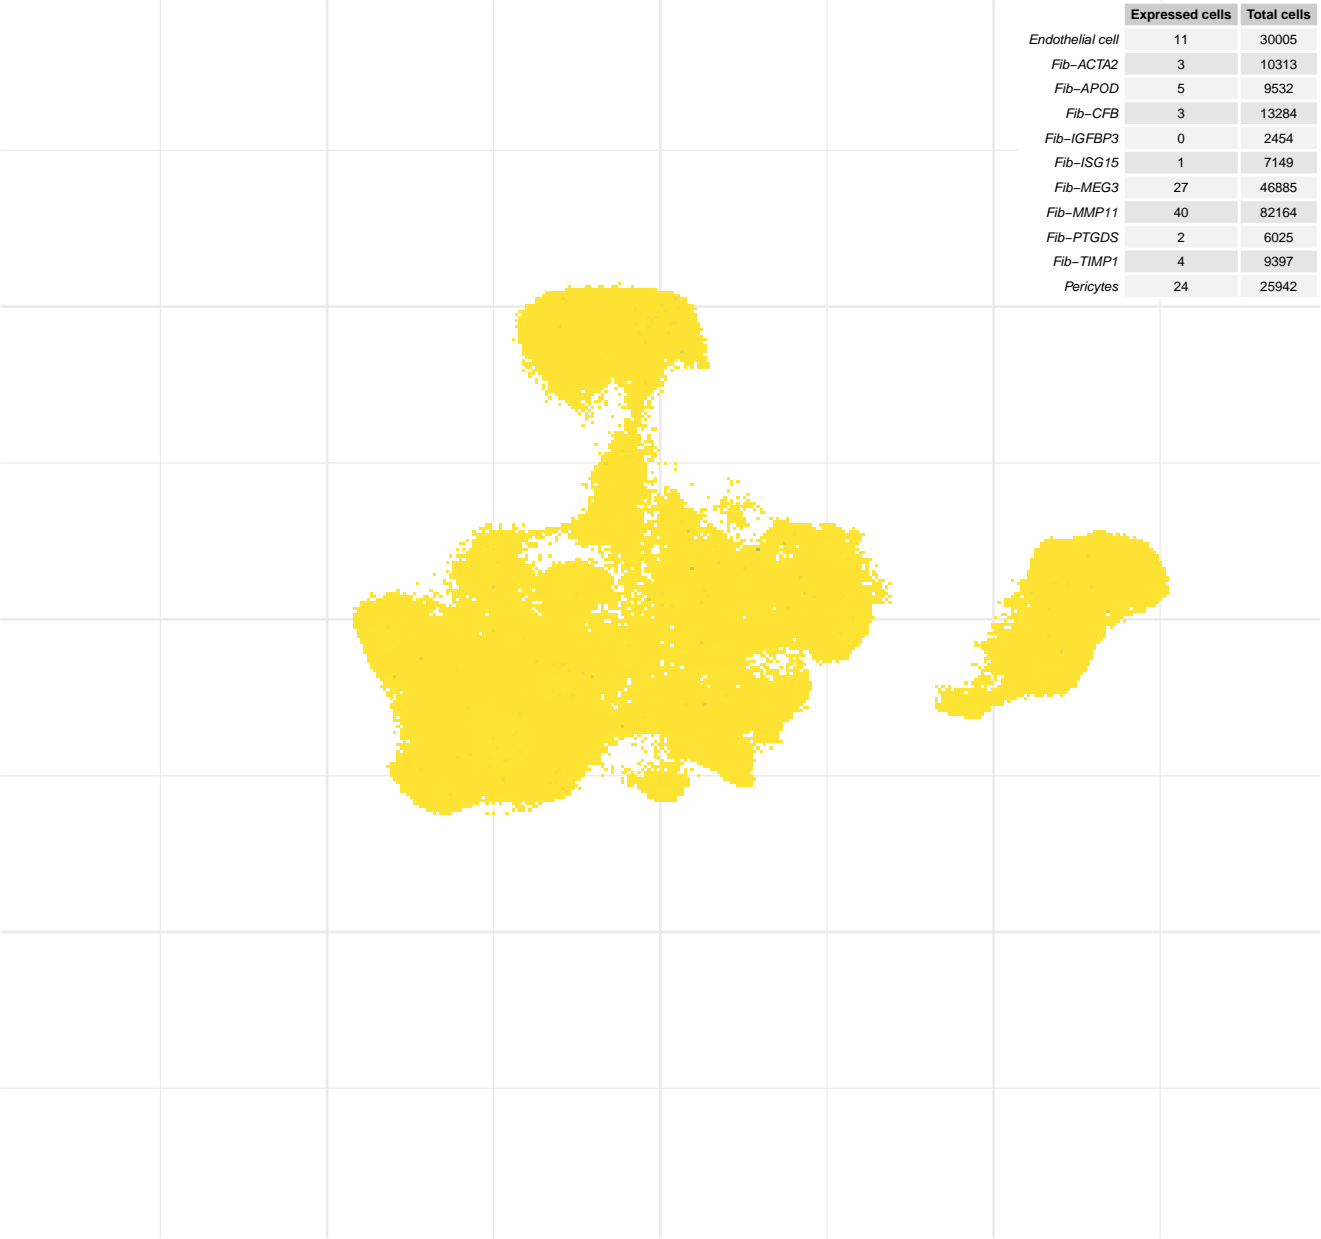 Expressed cells Total cells
Endothelial cell 11 30005
Fib−ACTA2 3 10313
Fib−APOD 5 9532
Fib−CFB 3 13284
Fib−IGFBP3 0 2454
Fib−ISG15 1 7149
Fib−MEG3 27 46885
Fib−MMP11 40 82164
Fib−PTGDS 2 6025
Fib−TIMP1 4 9397
Pericytes 24 25942